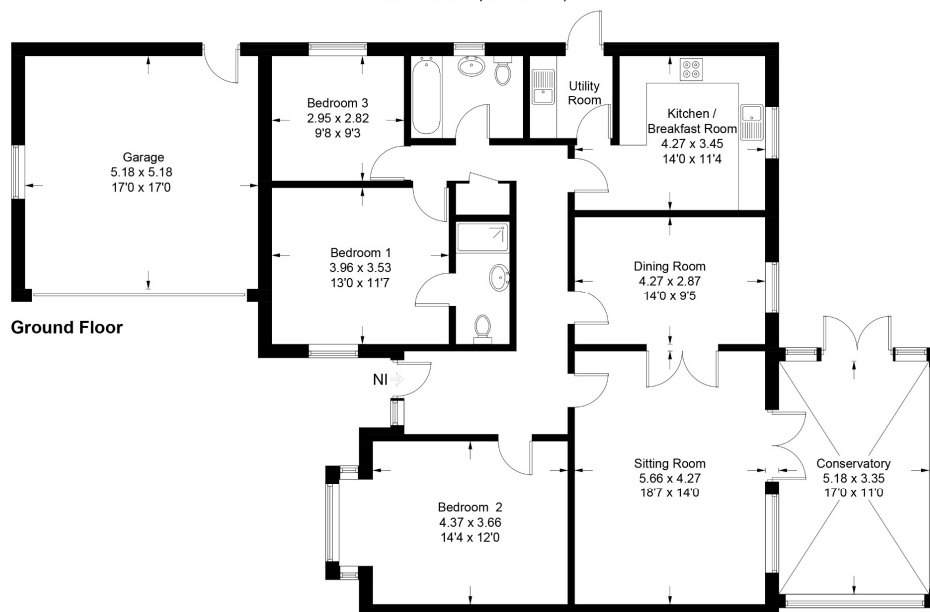 Garage
5.18 x 5.18
17'0 x 17'0
Bedroom 3
2.95 x 2.82
9'8 x 9'3
Utility
Room
Kitchen /
Breakfast Room
4.27 x 3.45
14'0 x 11'4
Bedroom 1
3.96 x 3.53
13'0 x 11'7
Dining Room
4.27 x 2.87
14'0 x 9'5
Ground Floor
IN
Bedroom 2
4.37 x 3.66
14'4 x 12'0
Sitting Room
5.66 x 4.27
18'7 x 14'0
Conservatory
5.18 x 3.35
17'0 x 11'0